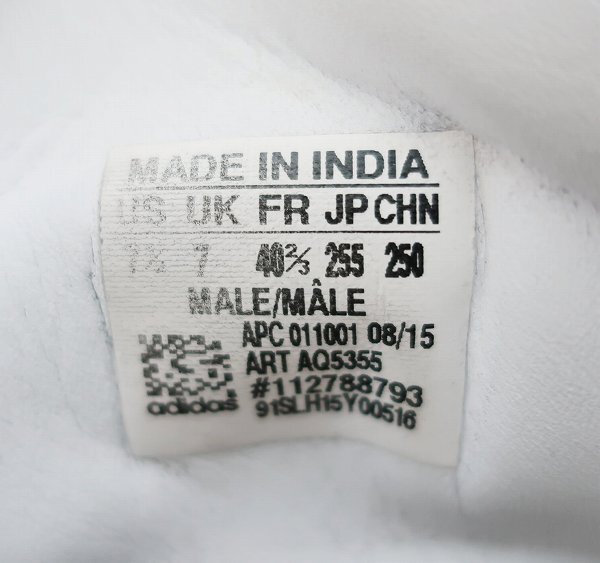 MADE IN INDIA
US UK FR JP CHN
7 40⅔ 255 250
MALE/MÂLE
APC 011001 08/15
ART AQ5355
#112788793
adidas 91SLH15Y00516